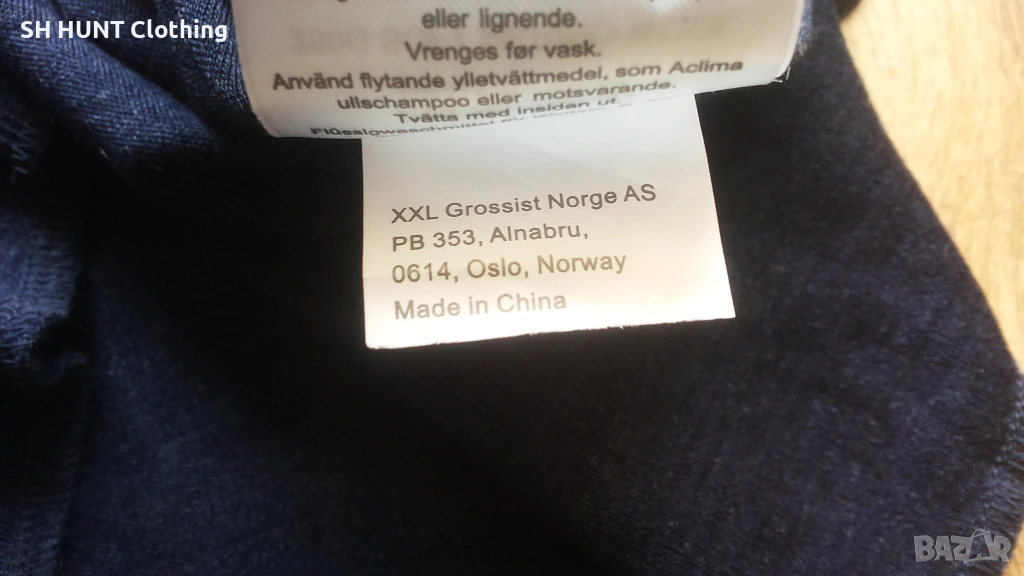 SH HUNT Clothing
eller lignende.
Vrenges før vask.
Använd flytande ylletvättmedel, som Aclima
ullschampoo eller motsvarande.
Tvätta med insidan ut.
XXL Grossist Norge AS
PB 353, Alnabru,
0614, Oslo, Norway
Made in China
BAZAR